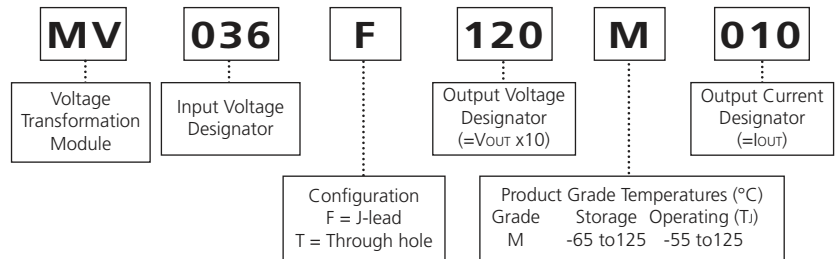 MV 036 F 120 M 010
Voltage
Transformation
Module
Input Voltage
Designator
Output Voltage
Designator
(=VOUT x10)
Output Current
Designator
(=IOUT)
Configuration
F = J-lead
T = Through hole
Product Grade Temperatures (°C)
Grade Storage Operating (TJ)
M -65 to125 -55 to125